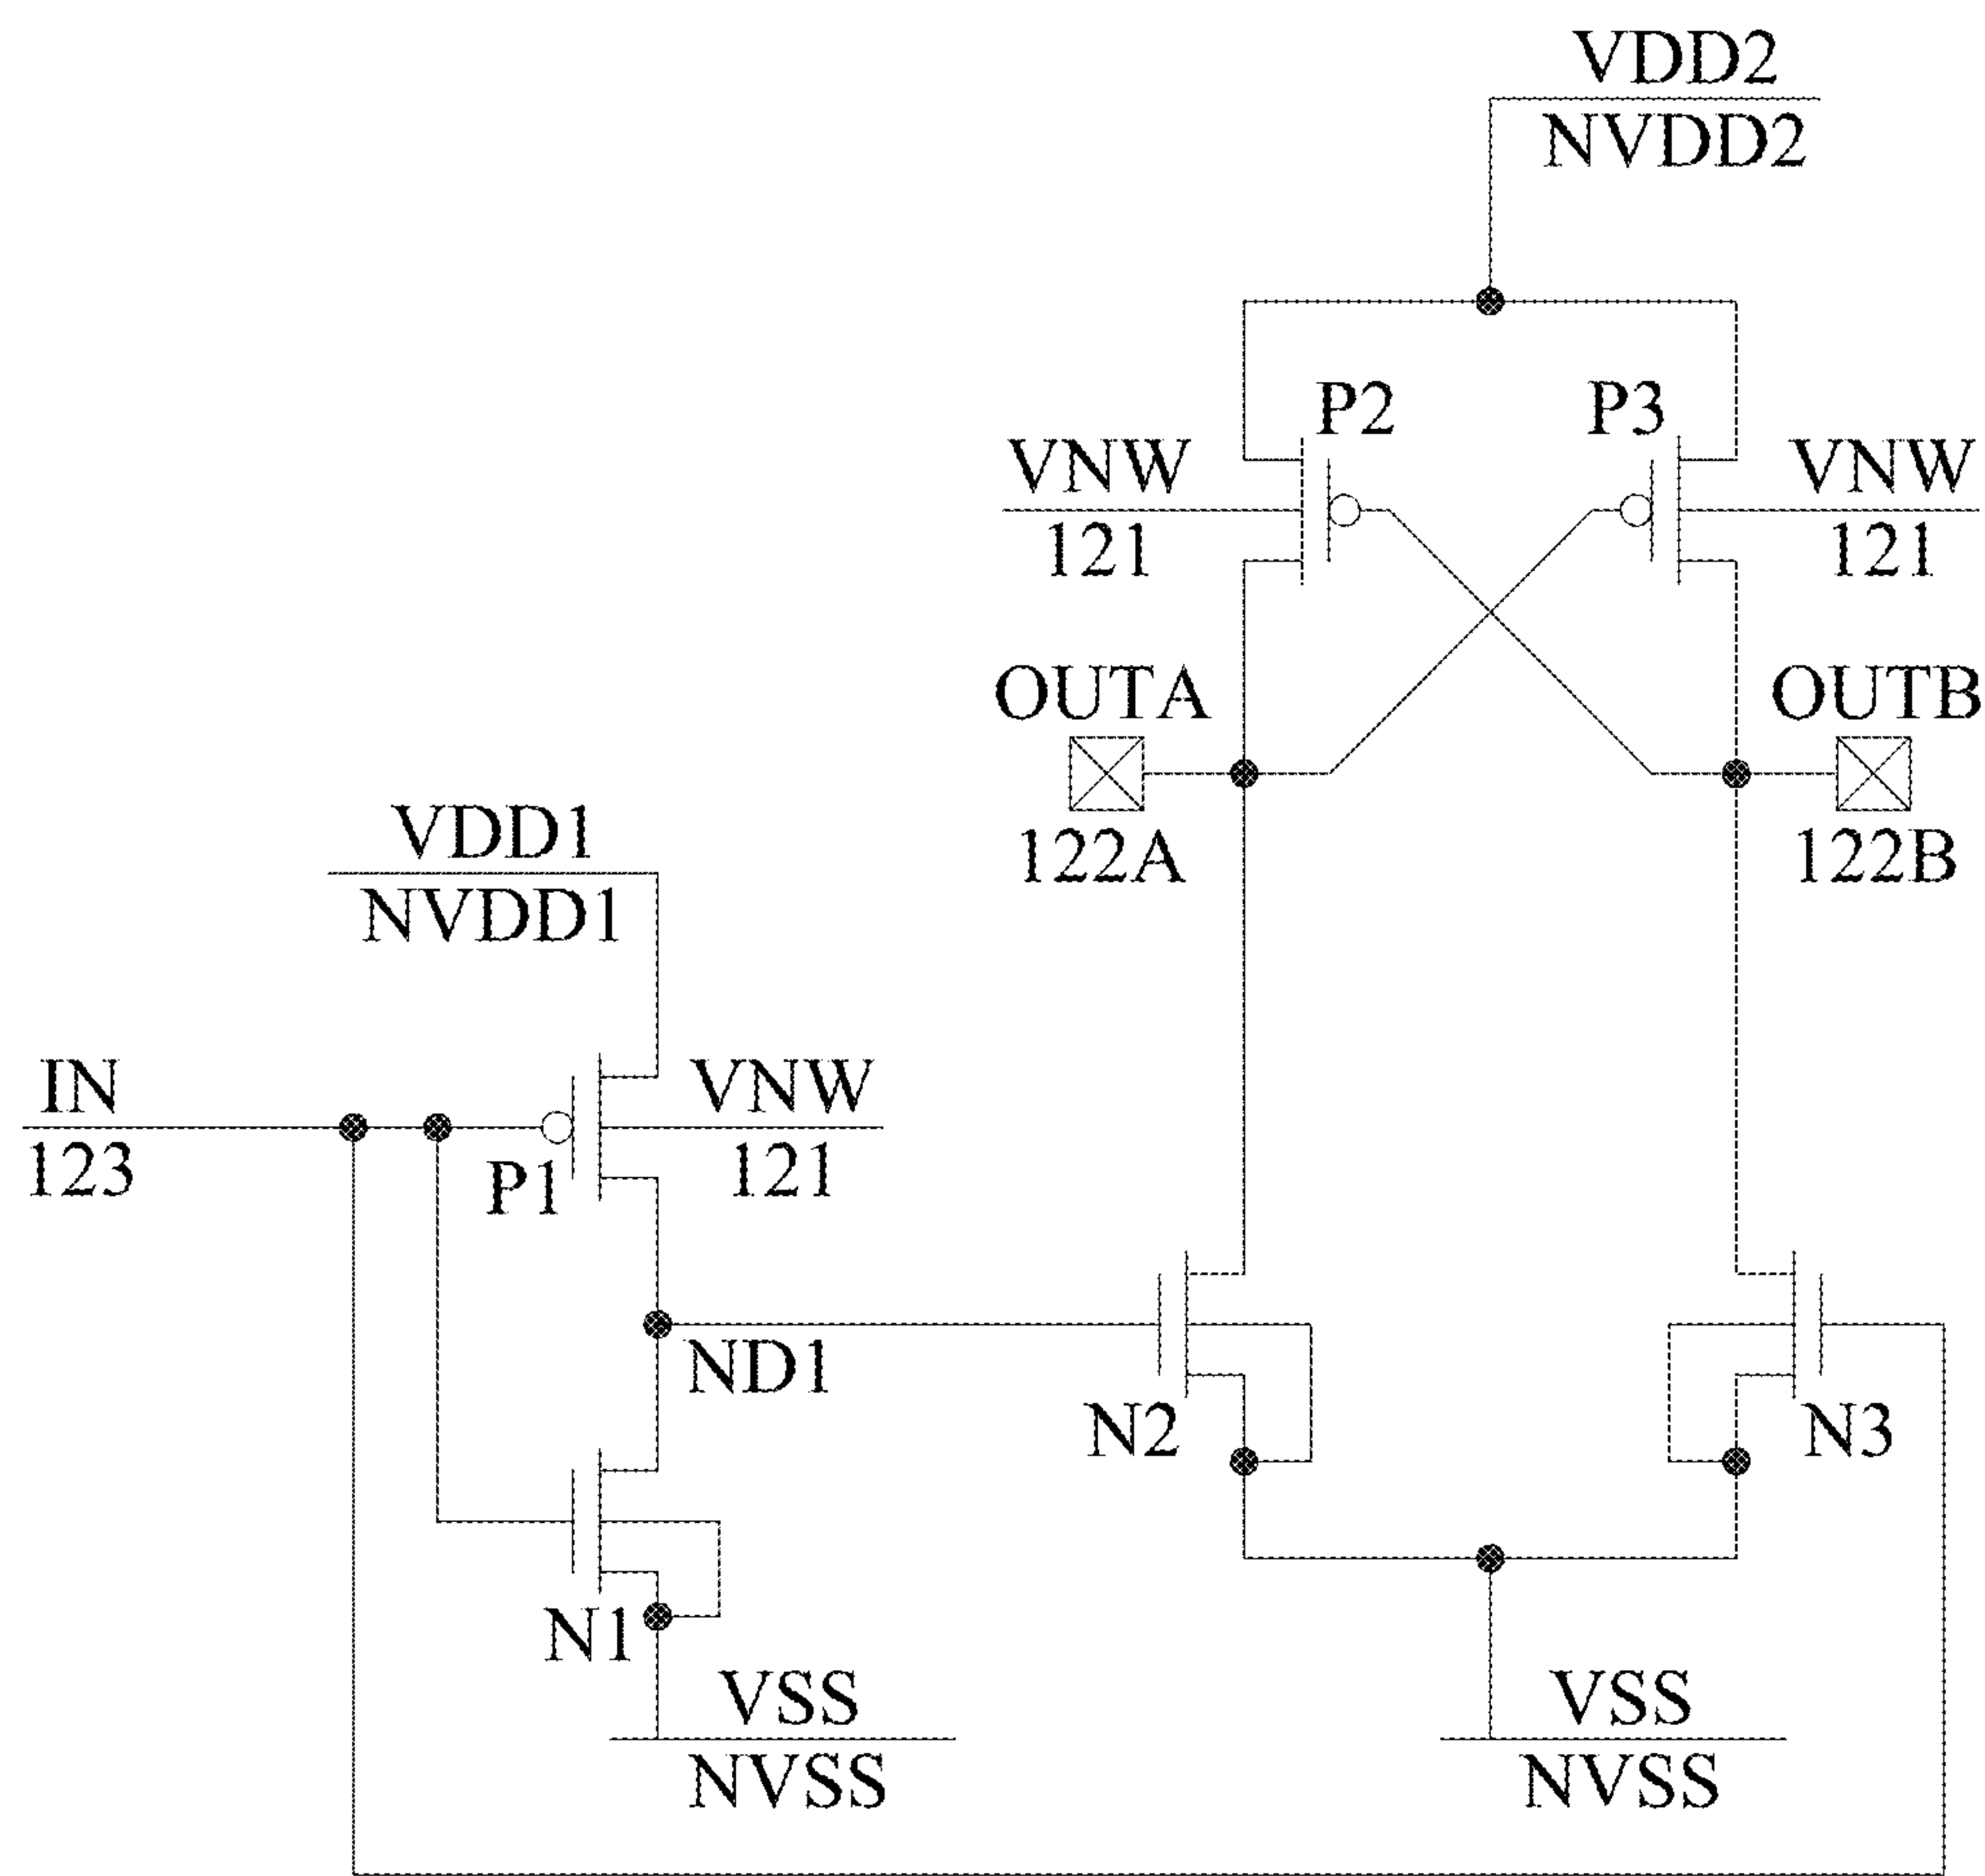 VDD2
NVDD2
P2
P3
VNW
121
VNW
121
OUTA
122A
OUTB
122B
VDD1
NVDD1
IN
123
P1
VNW
121
ND1
N2
N3
N1
VSS
NVSS
VSS
NVSS